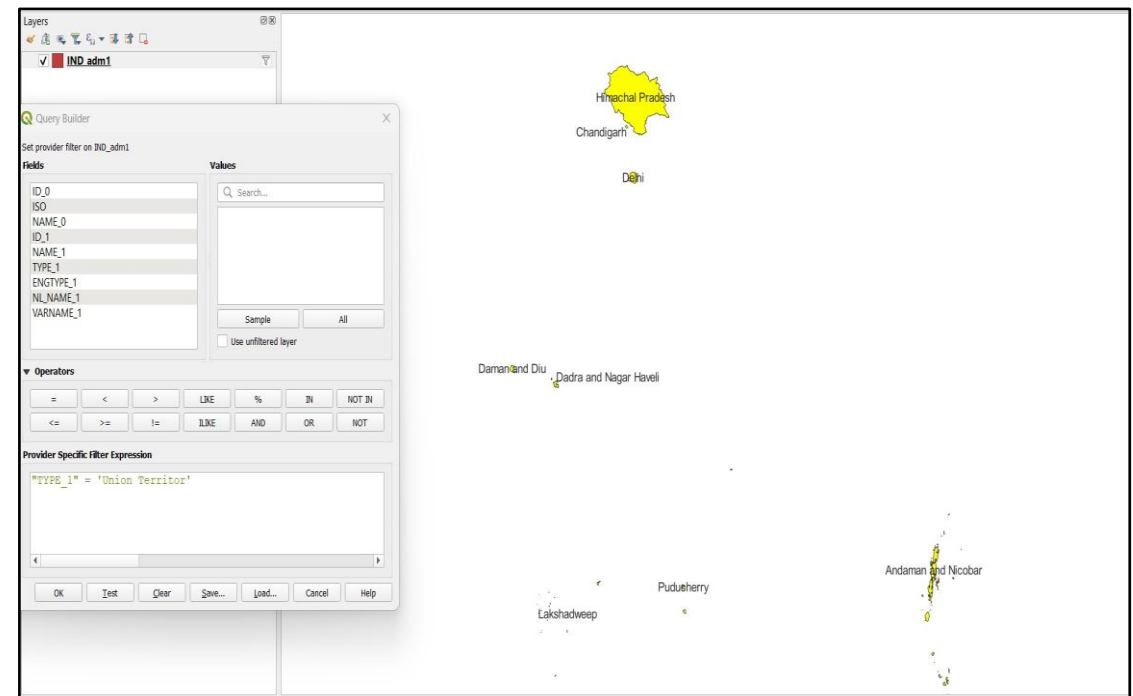 Layers
IND adm1
Query Builder
X
Set provider filter on IND_adm1
Fields
Values
ID_0
ISO
NAME_0
ID_1
NAME_1
TYPE_1
ENGTYPE_1
NL_NAME_1
VARNAME_1
Search...
Sample All
Use unfiltered layer
Operators
= < > LIKE % IN NOT IN
<= >= != ILIKE AND OR NOT
Provider Specific Filter Expression
"TYPE_1" = 'Union Territor'
OK Test Clear Save... Load... Cancel Help
Himachal Pradesh
Chandigarh
Delhi
Daman and Diu
Dadra and Nagar Haveli
Andaman and Nicobar
Puducherry
Lakshadweep